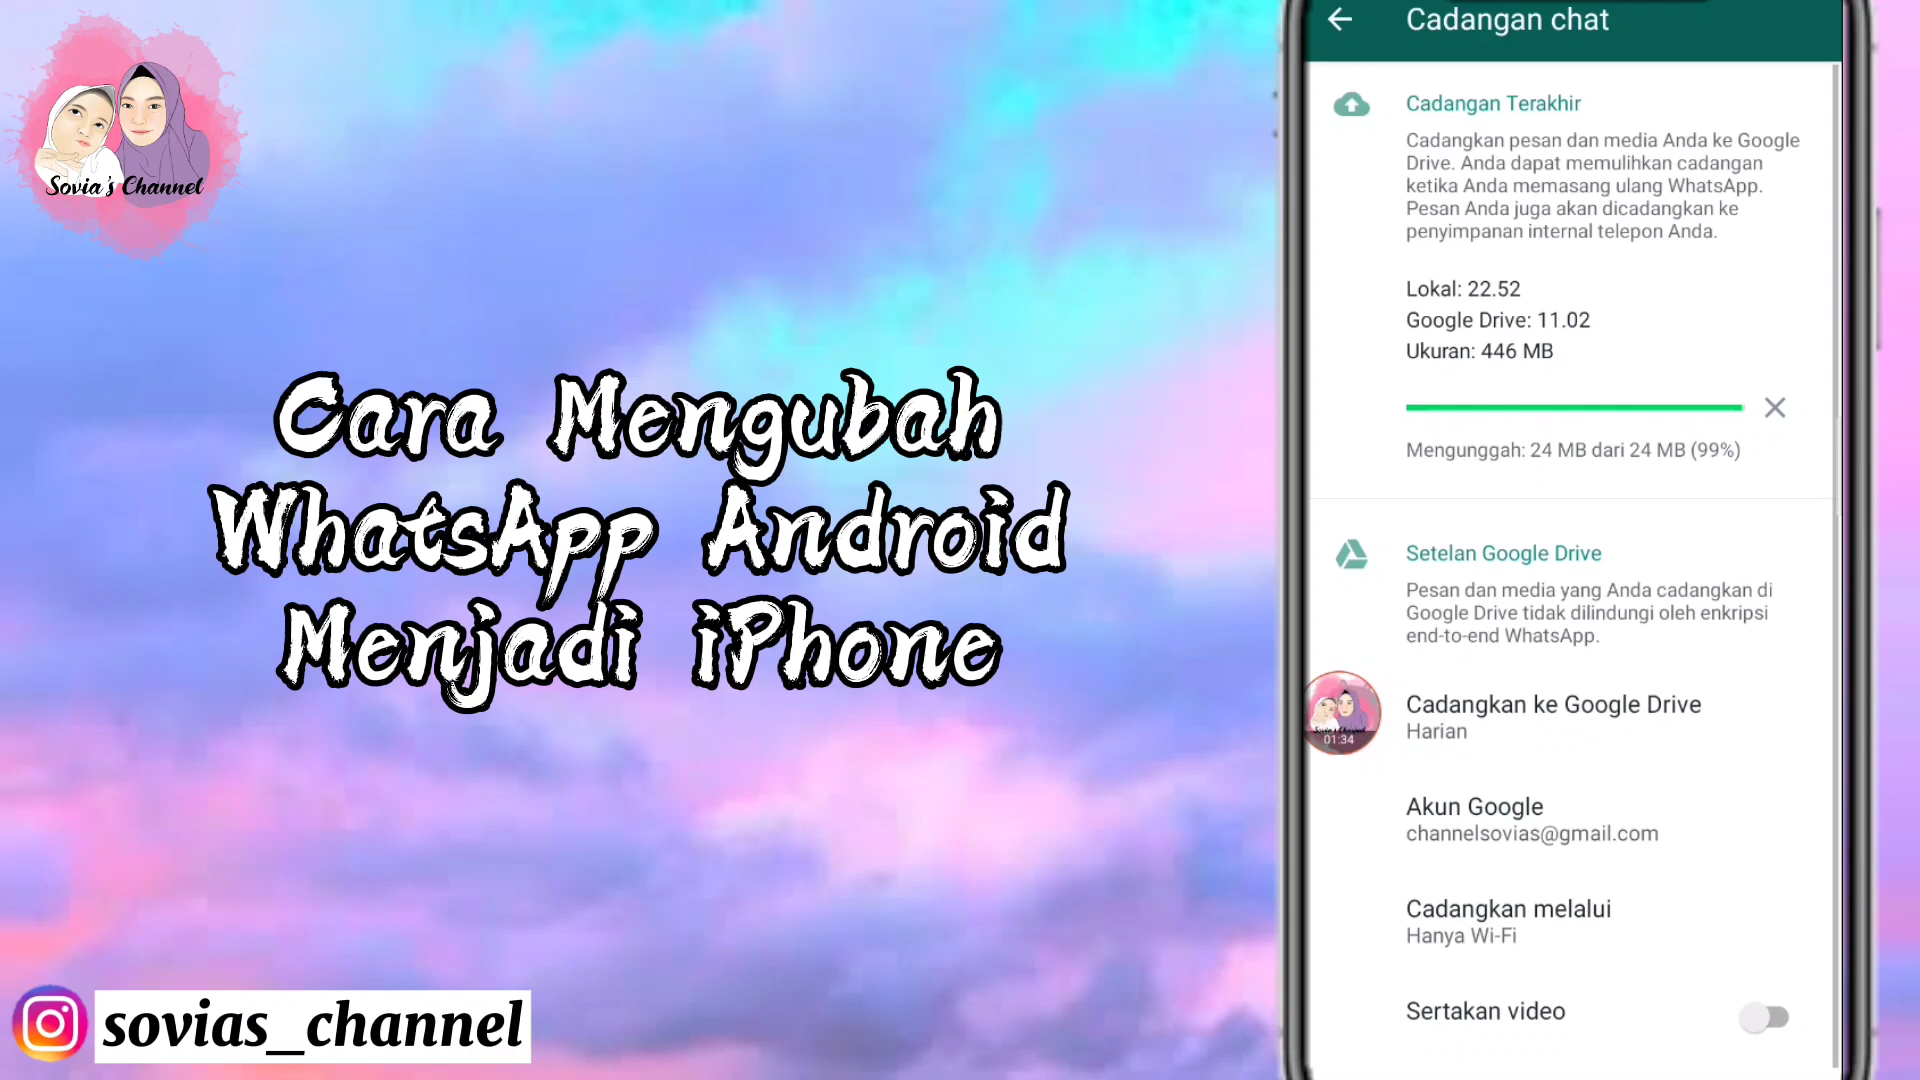 Sovia's Channel
Cara Mengubah
WhatsApp Android
Menjadi iPhone
sovias_channel
Cadangan chat
Cadangan Terakhir
Cadangkan pesan dan media Anda ke Google
Drive. Anda dapat memulihkan cadangan
ketika Anda memasang ulang WhatsApp.
Pesan Anda juga akan dicadangkan ke
penyimpanan internal telepon Anda.
Lokal: 22.52
Google Drive: 11.02
Ukuran: 446 MB
Mengunggah: 24 MB dari 24 MB (99%)
Setelan Google Drive
Pesan dan media yang Anda cadangkan di
Google Drive tidak dilindungi oleh enkripsi
end-to-end WhatsApp.
Cadangkan ke Google Drive
Harian
Sovia's Channel
01:34
Akun Google
channelsovias@gmail.com
Cadangkan melalui
Hanya Wi-Fi
Sertakan video